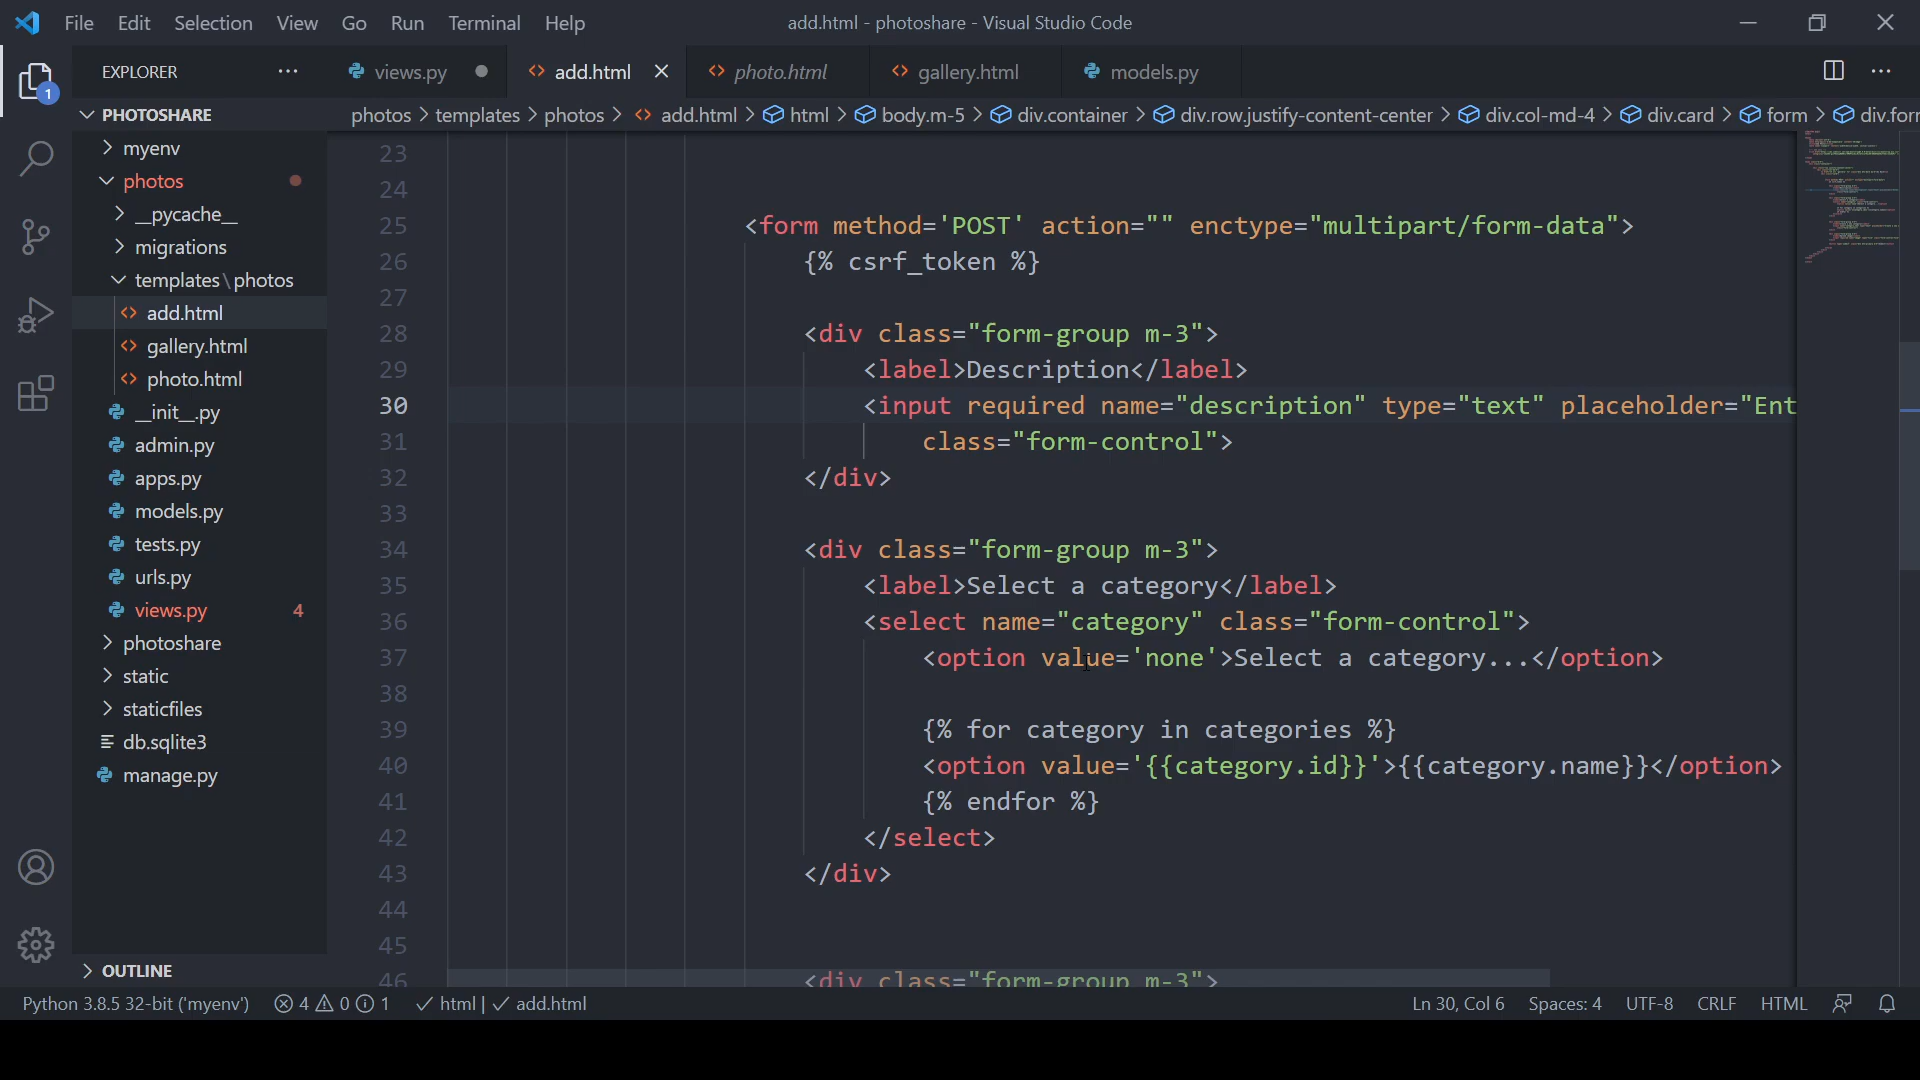 File Edit Selection View Go Run Terminal Help
add.html - photoshare - Visual Studio Code
EXPLORER ···
views.py
add.html
photo.html
gallery.html
models.py
1
PHOTOSHARE
photos > templates > photos > add.html > html > body.m-5 > div.container > div.row.justify-content-center > div.col-md-4 > div.card > form > div.for
myenv
photos
__pycache__
migrations
templates\photos
add.html
gallery.html
photo.html
__init__.py
admin.py
apps.py
models.py
tests.py
urls.py
views.py 4
photoshare
static
staticfiles
db.sqlite3
manage.py
OUTLINE
23
24
25 <form method='POST' action="" enctype="multipart/form-data">
26 {% csrf_token %}
27
28 <div class="form-group m-3">
29 <label>Description</label>
30 <input required name="description" type="text" placeholder="Ent
31 class="form-control">
32 </div>
33
34 <div class="form-group m-3">
35 <label>Select a category</label>
36 <select name="category" class="form-control">
37 <option value='none'>Select a category...</option>
38
39 {% for category in categories %}
40 <option value='{{category.id}}'>{{category.name}}</option>
41 {% endfor %}
42 </select>
43 </div>
44
45
46 <div class="form-group m-3">
Python 3.8.5 32-bit ('myenv') 4 0 1 html | add.html
Ln 30, Col 6 Spaces: 4 UTF-8 CRLF HTML